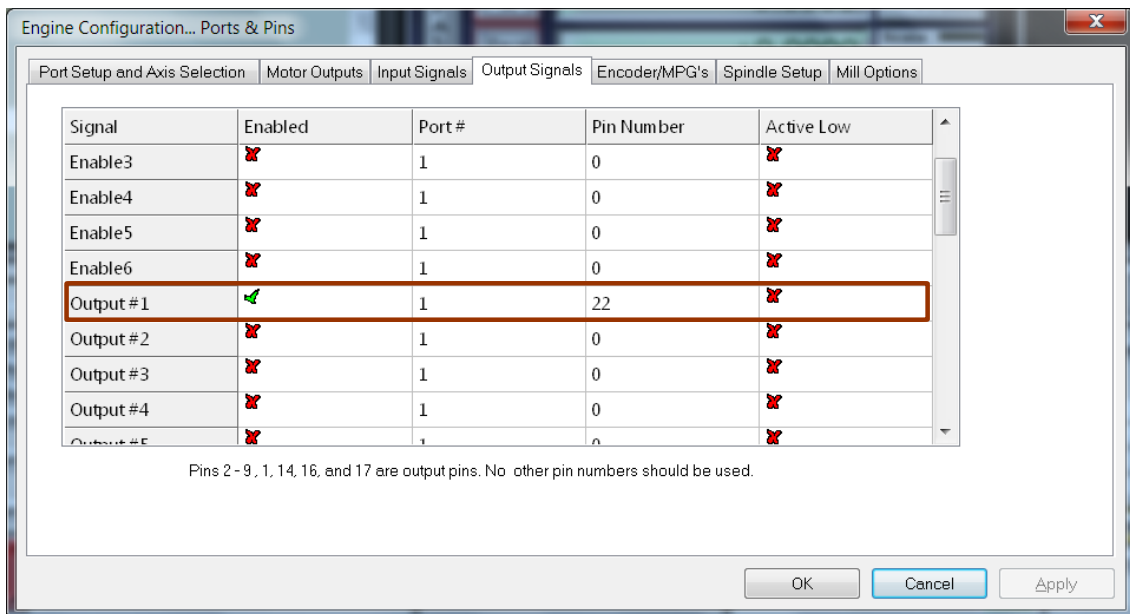 Engine Configuration... Ports & Pins
Port Setup and Axis Selection Motor Outputs Input Signals Output Signals Encoder/MPG's Spindle Setup Mill Options
Signal Enabled Port # Pin Number Active Low
Enable3 1 0
Enable4 1 0
Enable5 1 0
Enable6 1 0
Output #1 1 22
Output #2 1 0
Output #3 1 0
Output #4 1 0
Output #5 1 0
Pins 2 - 9 , 1, 14, 16, and 17 are output pins. No other pin numbers should be used.
OK Cancel Apply